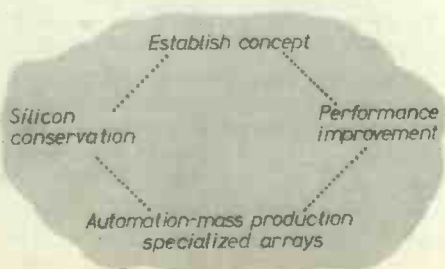 Establish concept
Silicon
conservation
Performance
improvement
Automation-mass production
specialized arrays